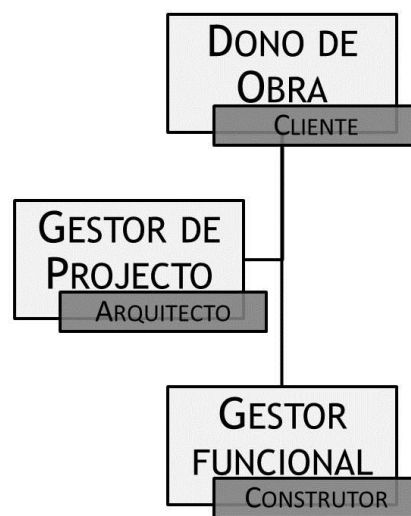 DONO DE
OBRA
CLIENTE
GESTOR DE
PROJECTO
ARQUITECTO
GESTOR
FUNCIONAL
CONSTRUTOR